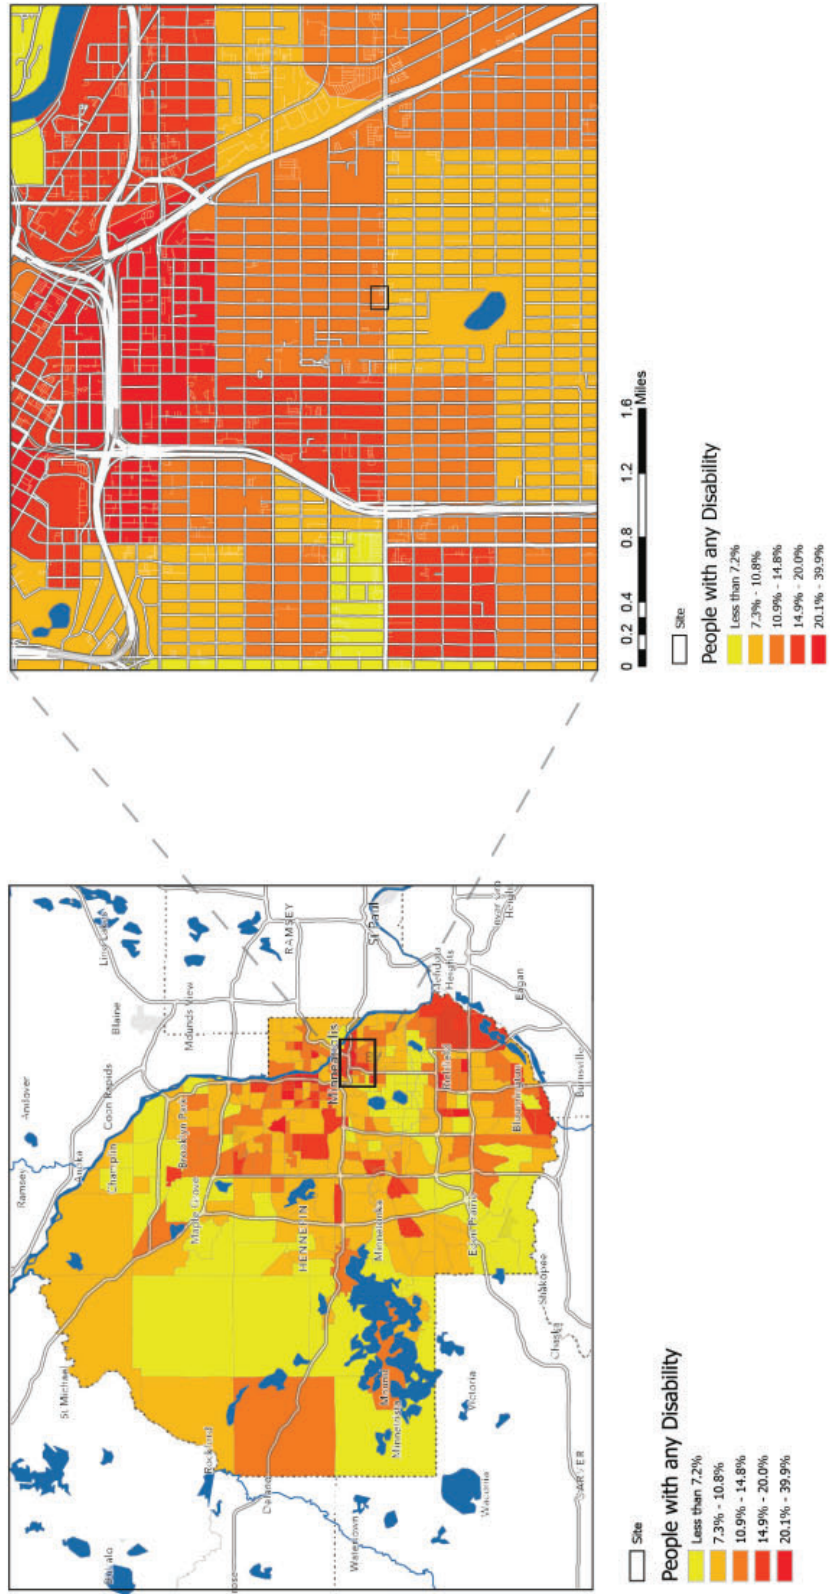 Ramsey
Andover
Anoka
Coon Rapids
Champlin
Blaine
Lino Lakes
Mounds View
St Michael
Brooklyn Park
Maple Grove
Rockford
HENNEPIN
RAMSEY
Minneapolis
Delano
St Paul
Minnetonka
Mound
Minnetrista
Mendota
Heights
Richfield
Watertown
Eden Prairie
Eagan
Bloomington
Victoria
Waconia
Shakopee
Chaska
Burnsville
CARVER
Site
People with any Disability
Less than 7.2%
7.3% - 10.8%
10.9% - 14.8%
14.9% - 20.0%
20.1% - 39.9%
0 0.2 0.4 0.8 1.2 1.6
Miles
Site
People with any Disability
Less than 7.2%
7.3% - 10.8%
10.9% - 14.8%
14.9% - 20.0%
20.1% - 39.9%